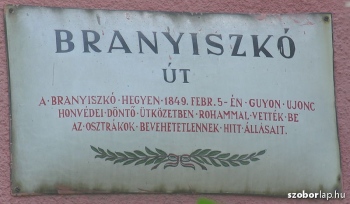 BRANYISZKÓ
ÚT
A · BRANYISZKÓ · HEGYEN · 1849. FEBR. 5 - ÉN · GUYON · UJONC
HONVÉDEI · DÖNTŐ · ÜTKÖZETBEN · ROHAMMAL · VETTÉK · BE
AZ · OSZTRÁKOK · BEVEHETETLENNEK · HITT · ÁLLÁSAIT.
szoborlap.hu